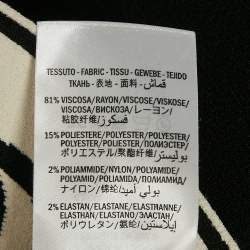 TESSUTO - FABRIC - TISSU - GEWEBE - TEJIDO
ТКАНЬ - 表地 - 面料 - قماش
81% VISCOSA/RAYON/VISCOSE/VISKOSE/
VISCOSA/ВИСКОЗА/レーヨン/
粘胶纤维/فسكوز
15% POLIESTERE/POLYESTER/POLYESTER/
POLYESTER/POLIÉSTER/ПОЛИЭСТЕР/
ポリエステル/聚酯纤维/بوليستر
2% POLIAMMIDE/NYLON/POLYAMIDE/
POLYAMID/POLIAMIDA/ПОЛИАМИД/
ナイロン/锦纶/بولي أميد
2% ELASTAN/ELASTANE/ELASTHANNE/
ELASTHAN/ELASTANO/ЭЛАСТАН/
ポリウレタン/氨纶/ايلاستين